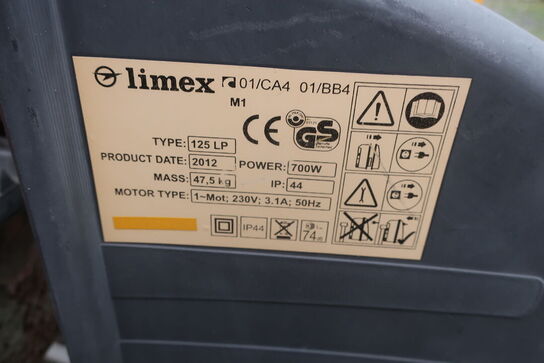 limex 01/CA4 01/BB4
M1
CE GS
TYPE: 125 LP
PRODUCT DATE: 2012 POWER: 700W
MASS: 47,5 kg IP: 44
MOTOR TYPE: 1~Mot; 230V; 3.1A; 50Hz
IP44
74